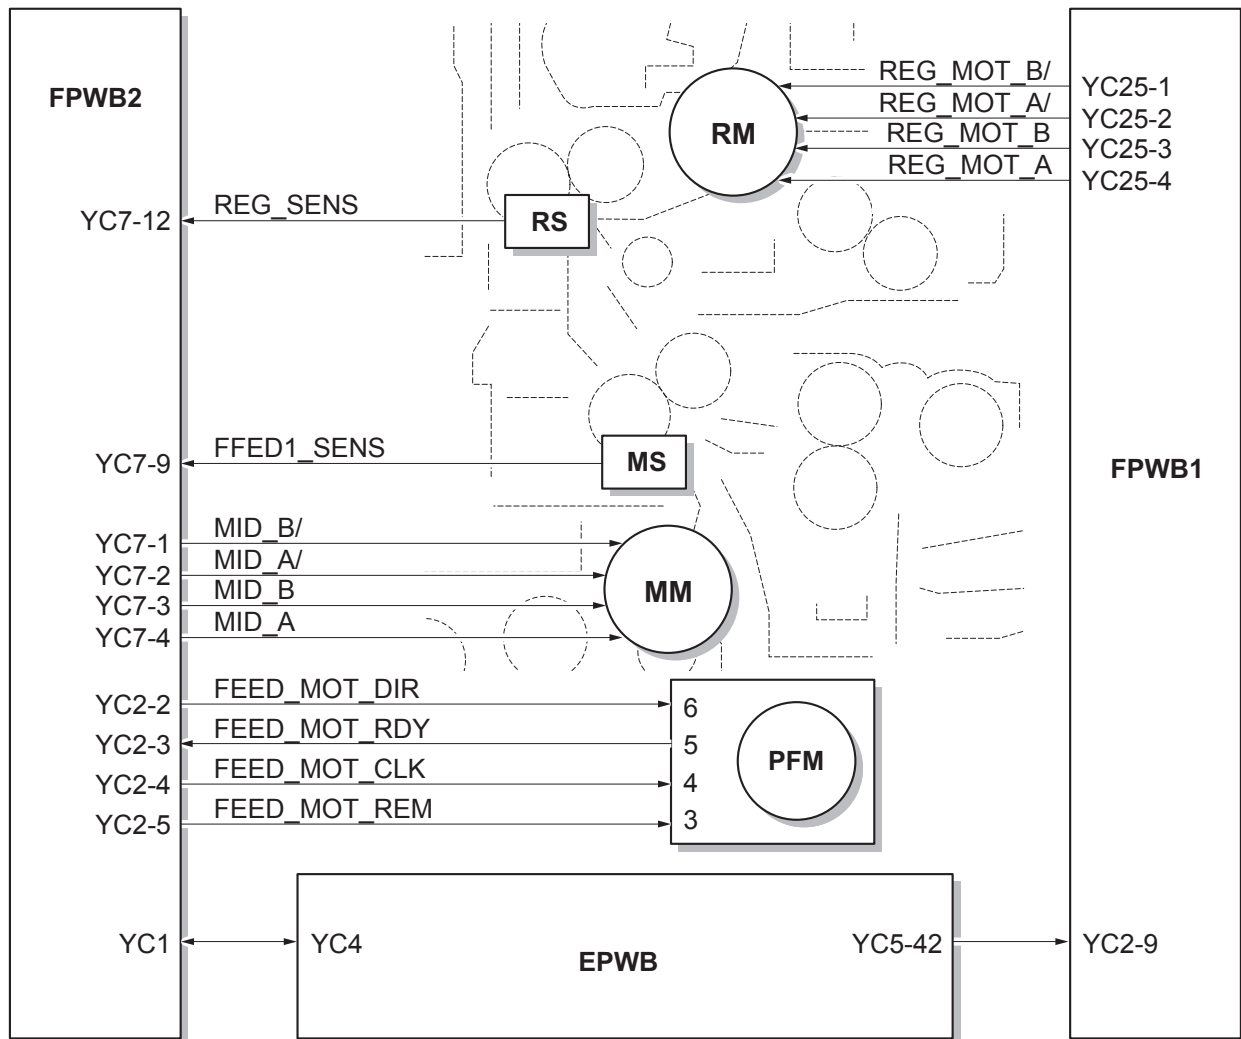 FPWB2
YC7-12
REG_SENS
RS
RM
REG_MOT_B/
YC25-1
REG_MOT_A/
YC25-2
REG_MOT_B
YC25-3
REG_MOT_A
YC25-4
YC7-9
FFED1_SENS
MS
FPWB1
YC7-1
MID_B/
YC7-2
MID_A/
YC7-3
MID_B
YC7-4
MID_A
MM
YC2-2
FEED_MOT_DIR
6
YC2-3
FEED_MOT_RDY
5
YC2-4
FEED_MOT_CLK
4
YC2-5
FEED_MOT_REM
3
PFM
YC1
YC4
EPWB
YC5-42
YC2-9